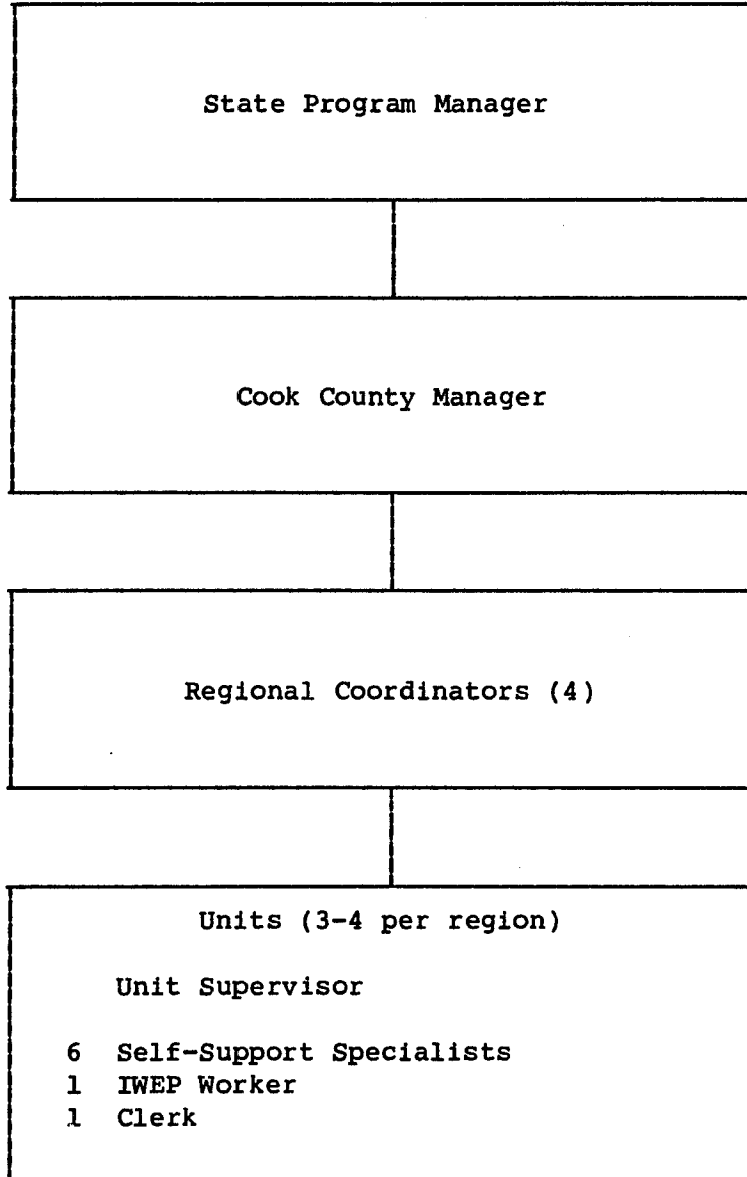 State Program Manager
Cook County Manager
Regional Coordinators (4)
Units (3-4 per region)
Unit Supervisor
6 Self-Support Specialists
1 IWEP Worker
1 Clerk